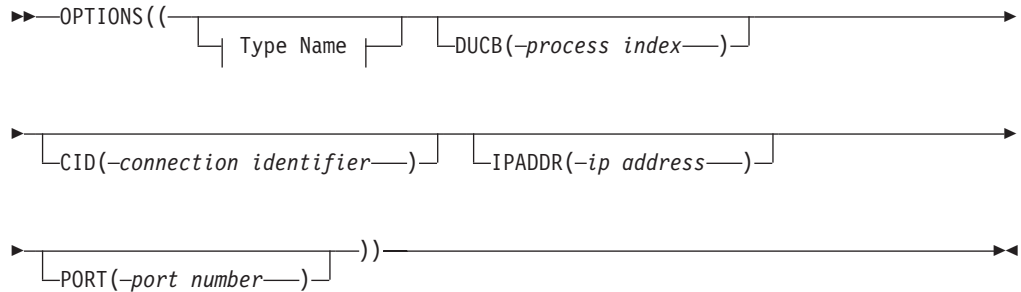 OPTIONS((
Type Name
DUCB(process index)
CID(connection identifier)
IPADDR(ip address)
PORT(port number)
))